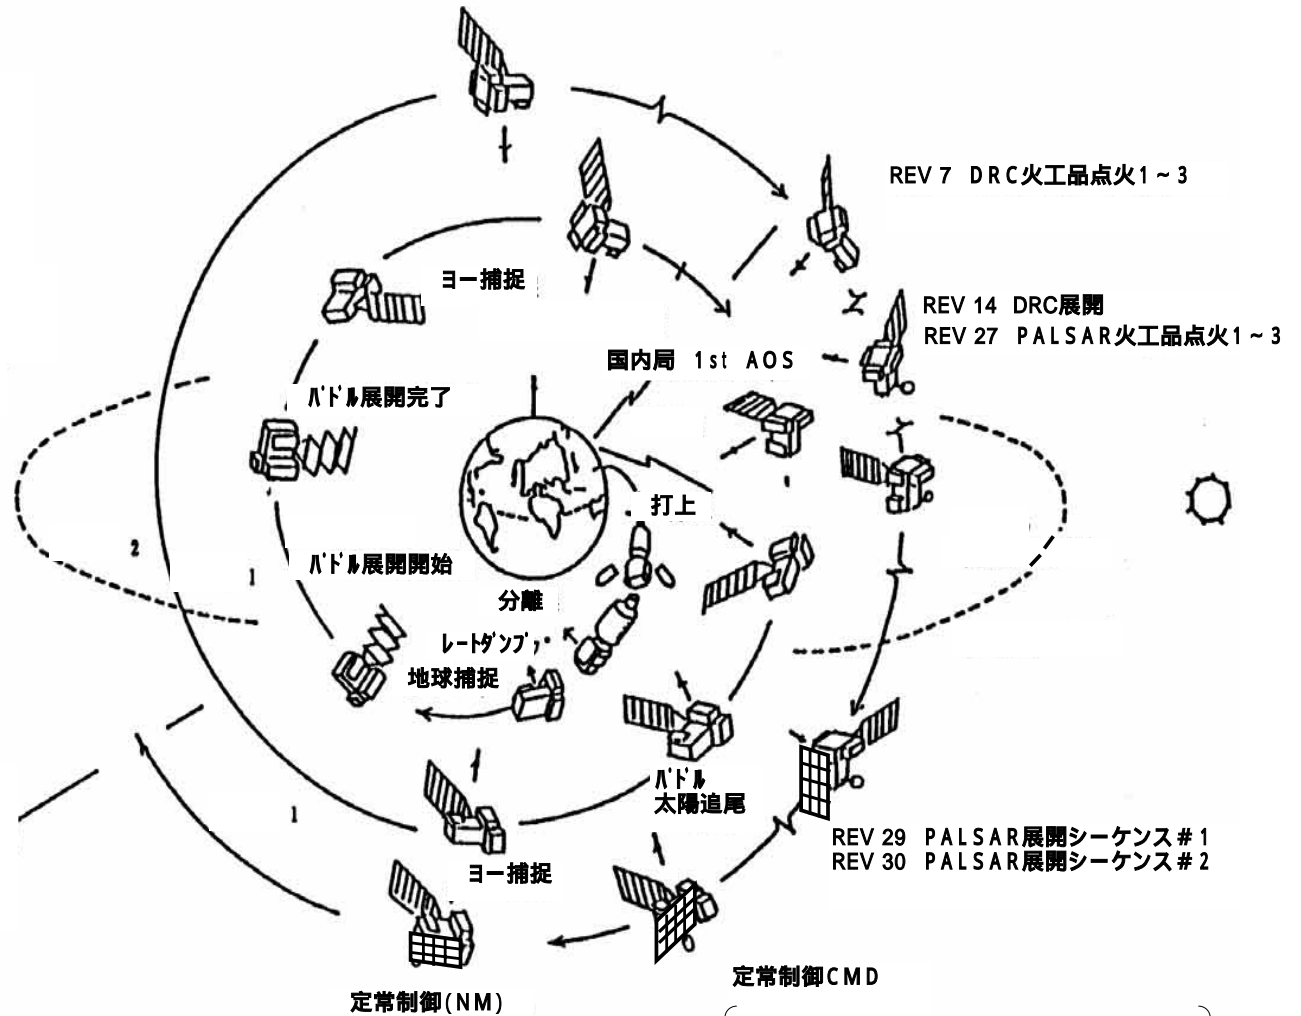 REV 7 DRC火工品点火1～3
ヨー捕捉
REV 14 DRC展開
REV 27 PALSAR火工品点火1～3
国内局 1st AOS
ﾊﾟﾄﾞﾙ展開完了
打上
2
1
ﾊﾟﾄﾞﾙ展開開始
分離
ﾚｰﾄﾀﾞﾝﾌﾟ
地球捕捉
ﾊﾟﾄﾞﾙ
太陽追尾
1
REV 29 PALSAR展開シーケンス#1
REV 30 PALSAR展開シーケンス#2
ヨー捕捉
定常制御CMD
定常制御(NM)